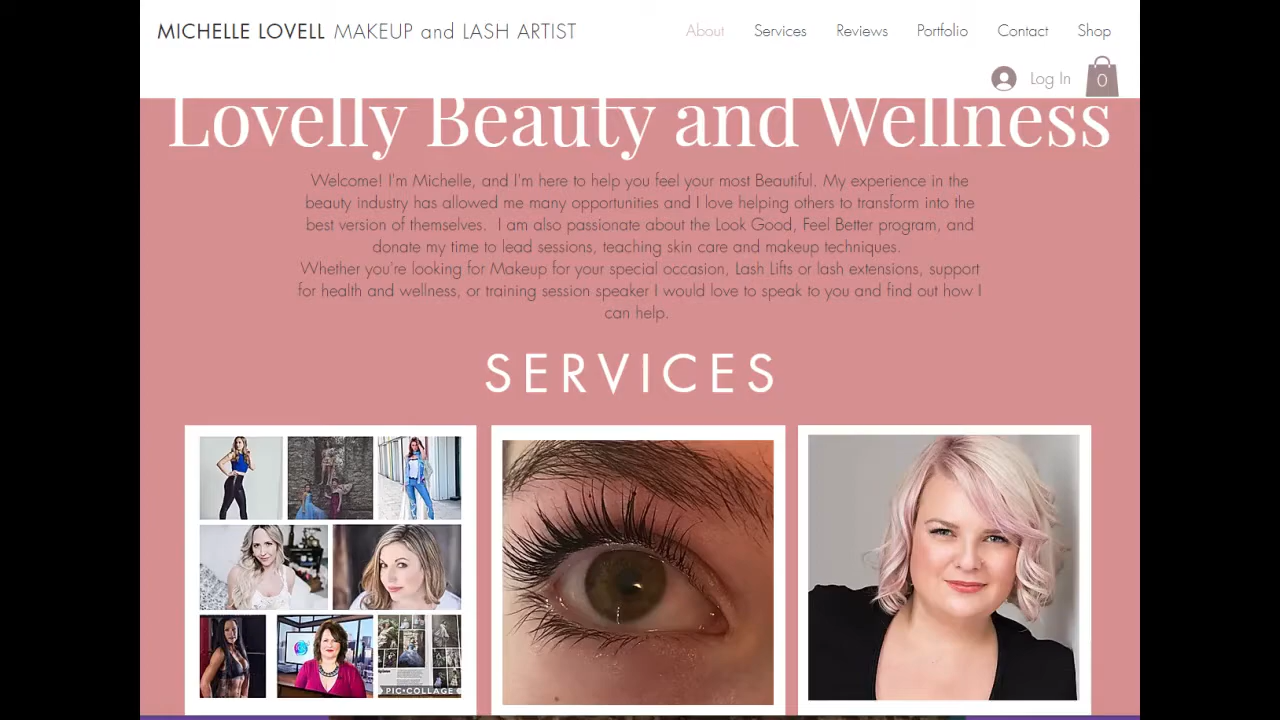 MICHELLE LOVELL MAKEUP and LASH ARTIST
About Services Reviews Portfolio Contact Shop
Log In 0
Lovelly Beauty and Wellness
Welcome! I'm Michelle, and I'm here to help you feel your most Beautiful. My experience in the
beauty industry has allowed me many opportunities and I love helping others to transform into the
best version of themselves. I am also passionate about the Look Good, Feel Better program, and
donate my time to lead sessions, teaching skin care and makeup techniques.
Whether you're looking for Makeup for your special occasion, Lash Lifts or lash extensions, support
for health and wellness, or training session speaker I would love to speak to you and find out how I
can help.
SERVICES
PIC•COLLAGE